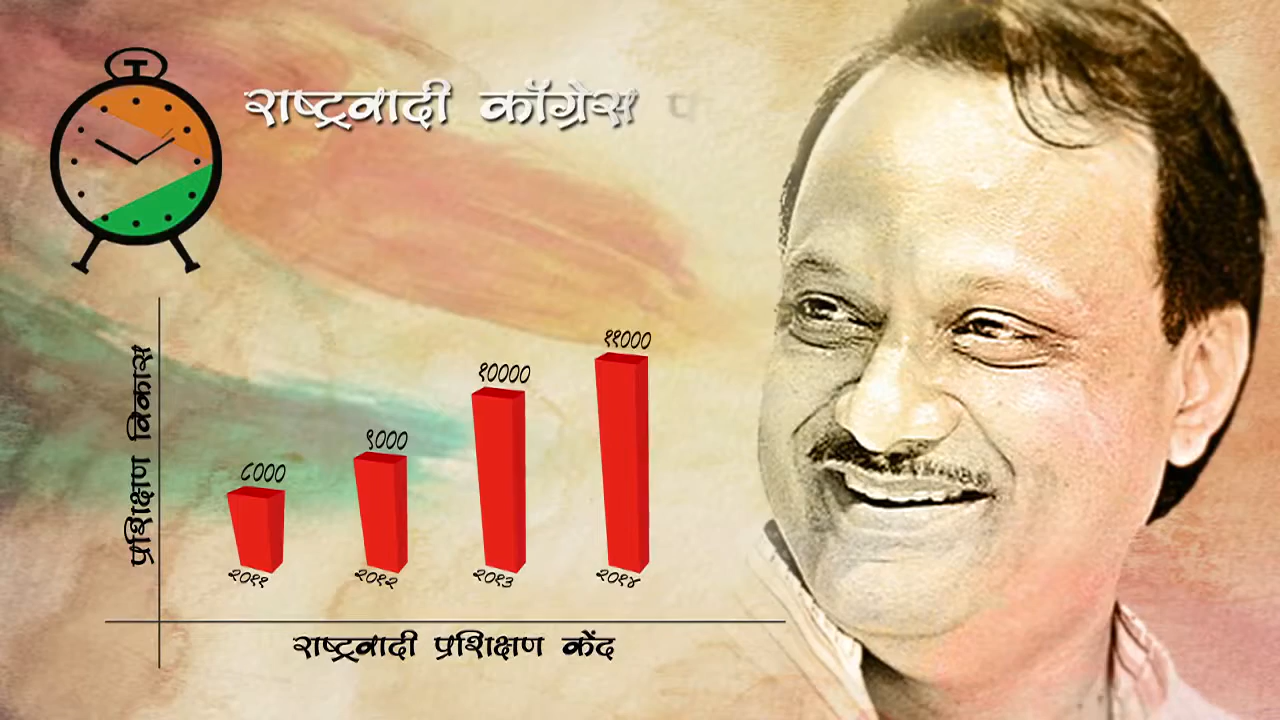 राष्ट्रवादी काँग्रेस
११०००
१००००
९०००
८०००
प्रशिक्षण विकास
२०११ २०१२ २०१३ २०१४
राष्ट्रवादी प्रशिक्षण केंद